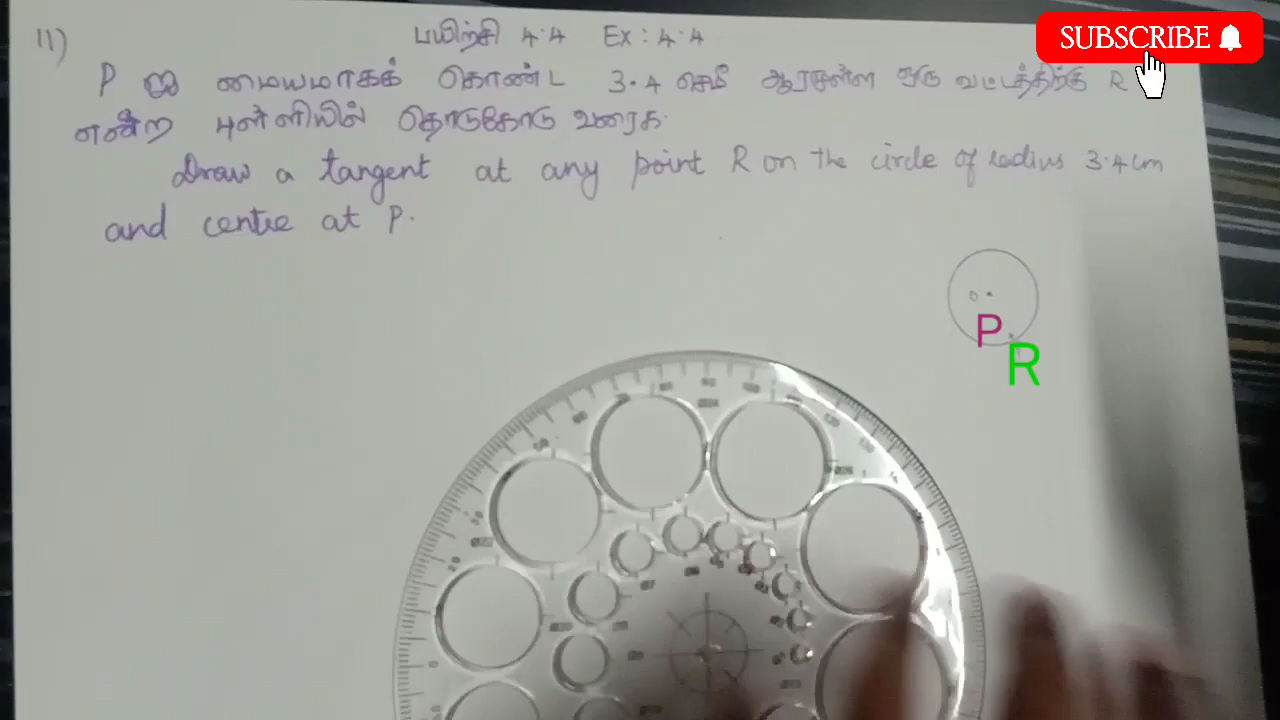 11)
பயிற்சி 4.4 Ex : 4.4
SUBSCRIBE
P ஐ மையமாகக் கொண்ட 3.4 செமீ ஆரமுள்ள ஒரு வட்டத்திற்கு R
என்ற புள்ளியில் தொடுகோடு வரைக.
Draw a tangent at any point R on the circle of radius 3.4cm
and centre at P.
P
R